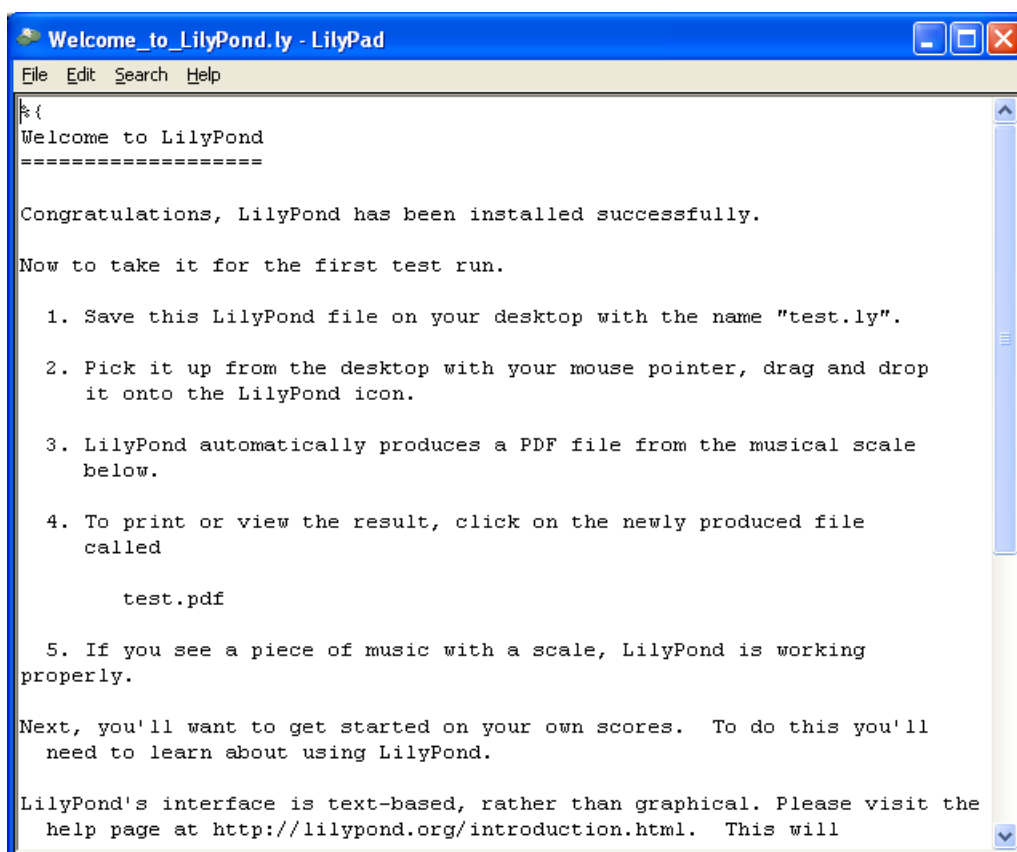 Welcome_to_LilyPond.ly - LilyPad
File Edit Search Help
%{
Welcome to LilyPond
===================
Congratulations, LilyPond has been installed successfully.
Now to take it for the first test run.
1. Save this LilyPond file on your desktop with the name "test.ly".
2. Pick it up from the desktop with your mouse pointer, drag and drop
it onto the LilyPond icon.
3. LilyPond automatically produces a PDF file from the musical scale
below.
4. To print or view the result, click on the newly produced file
called
test.pdf
5. If you see a piece of music with a scale, LilyPond is working
properly.
Next, you'll want to get started on your own scores.  To do this you'll
need to learn about using LilyPond.
LilyPond's interface is text-based, rather than graphical. Please visit the
help page at http://lilypond.org/introduction.html.  This will